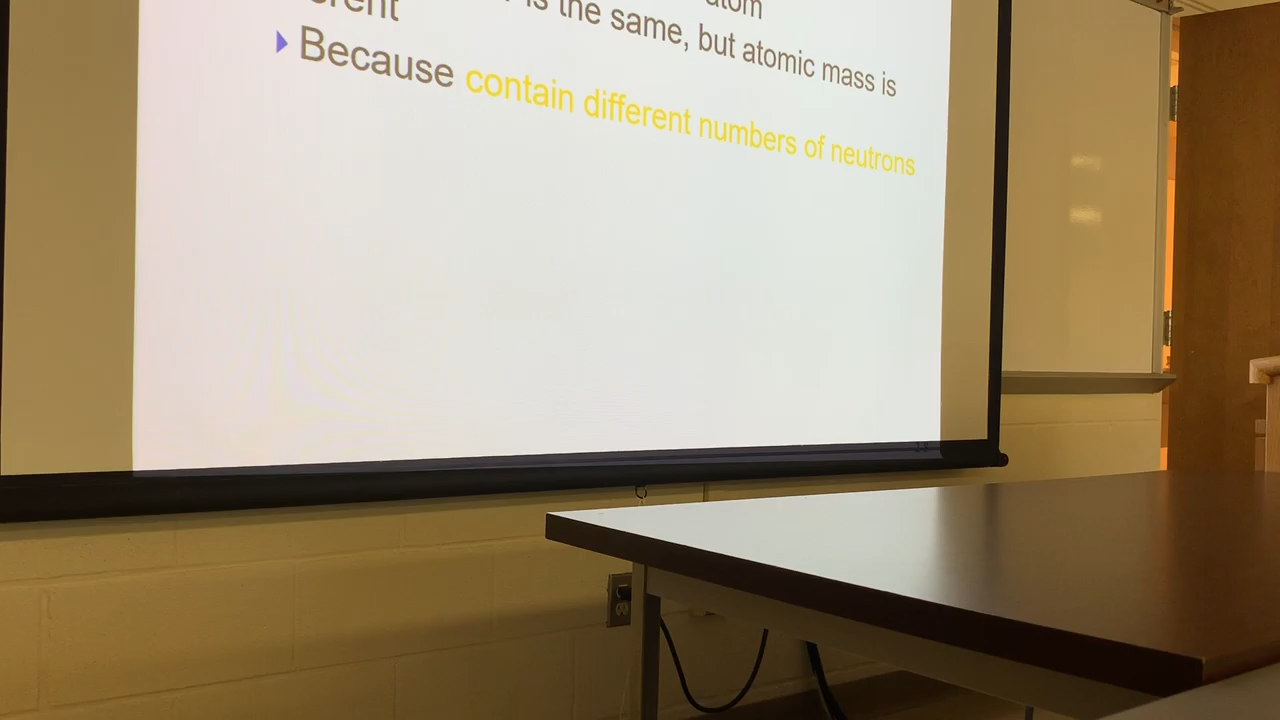 atom
is the same, but atomic mass is
erent
Because contain different numbers of neutrons